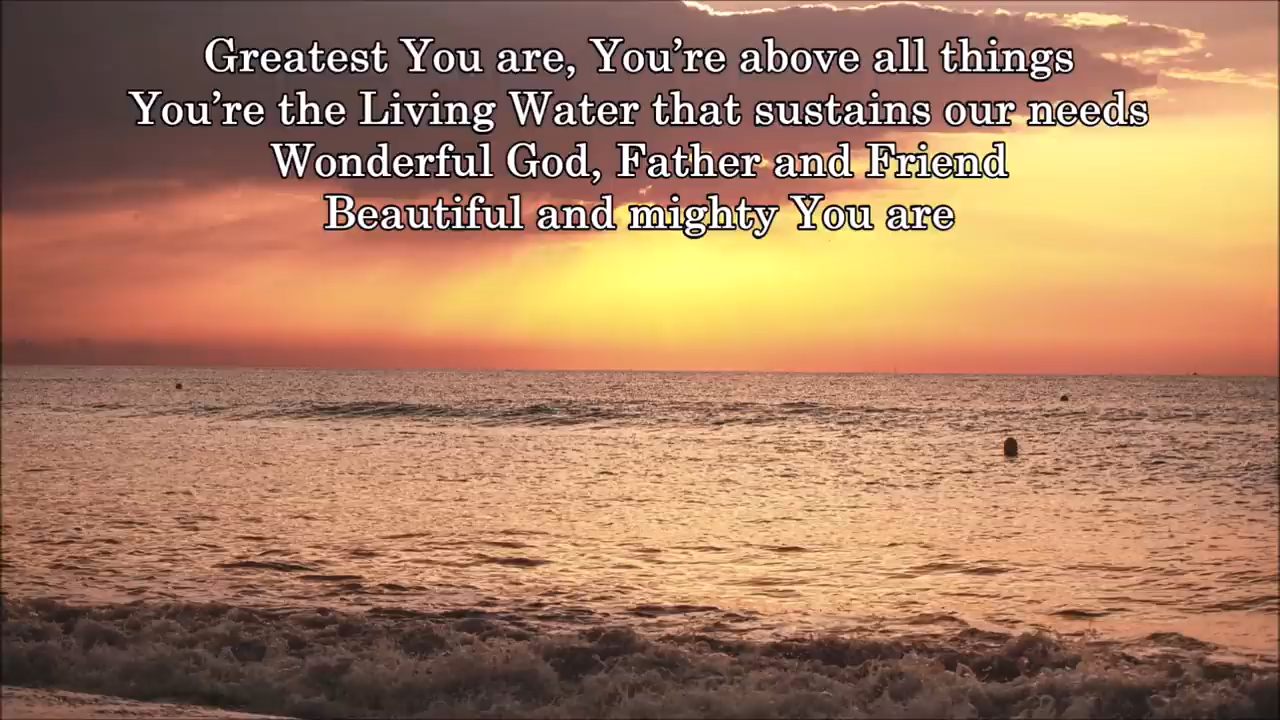 Greatest You are, You’re above all things
You’re the Living Water that sustains our needs
Wonderful God, Father and Friend
Beautiful and mighty You are